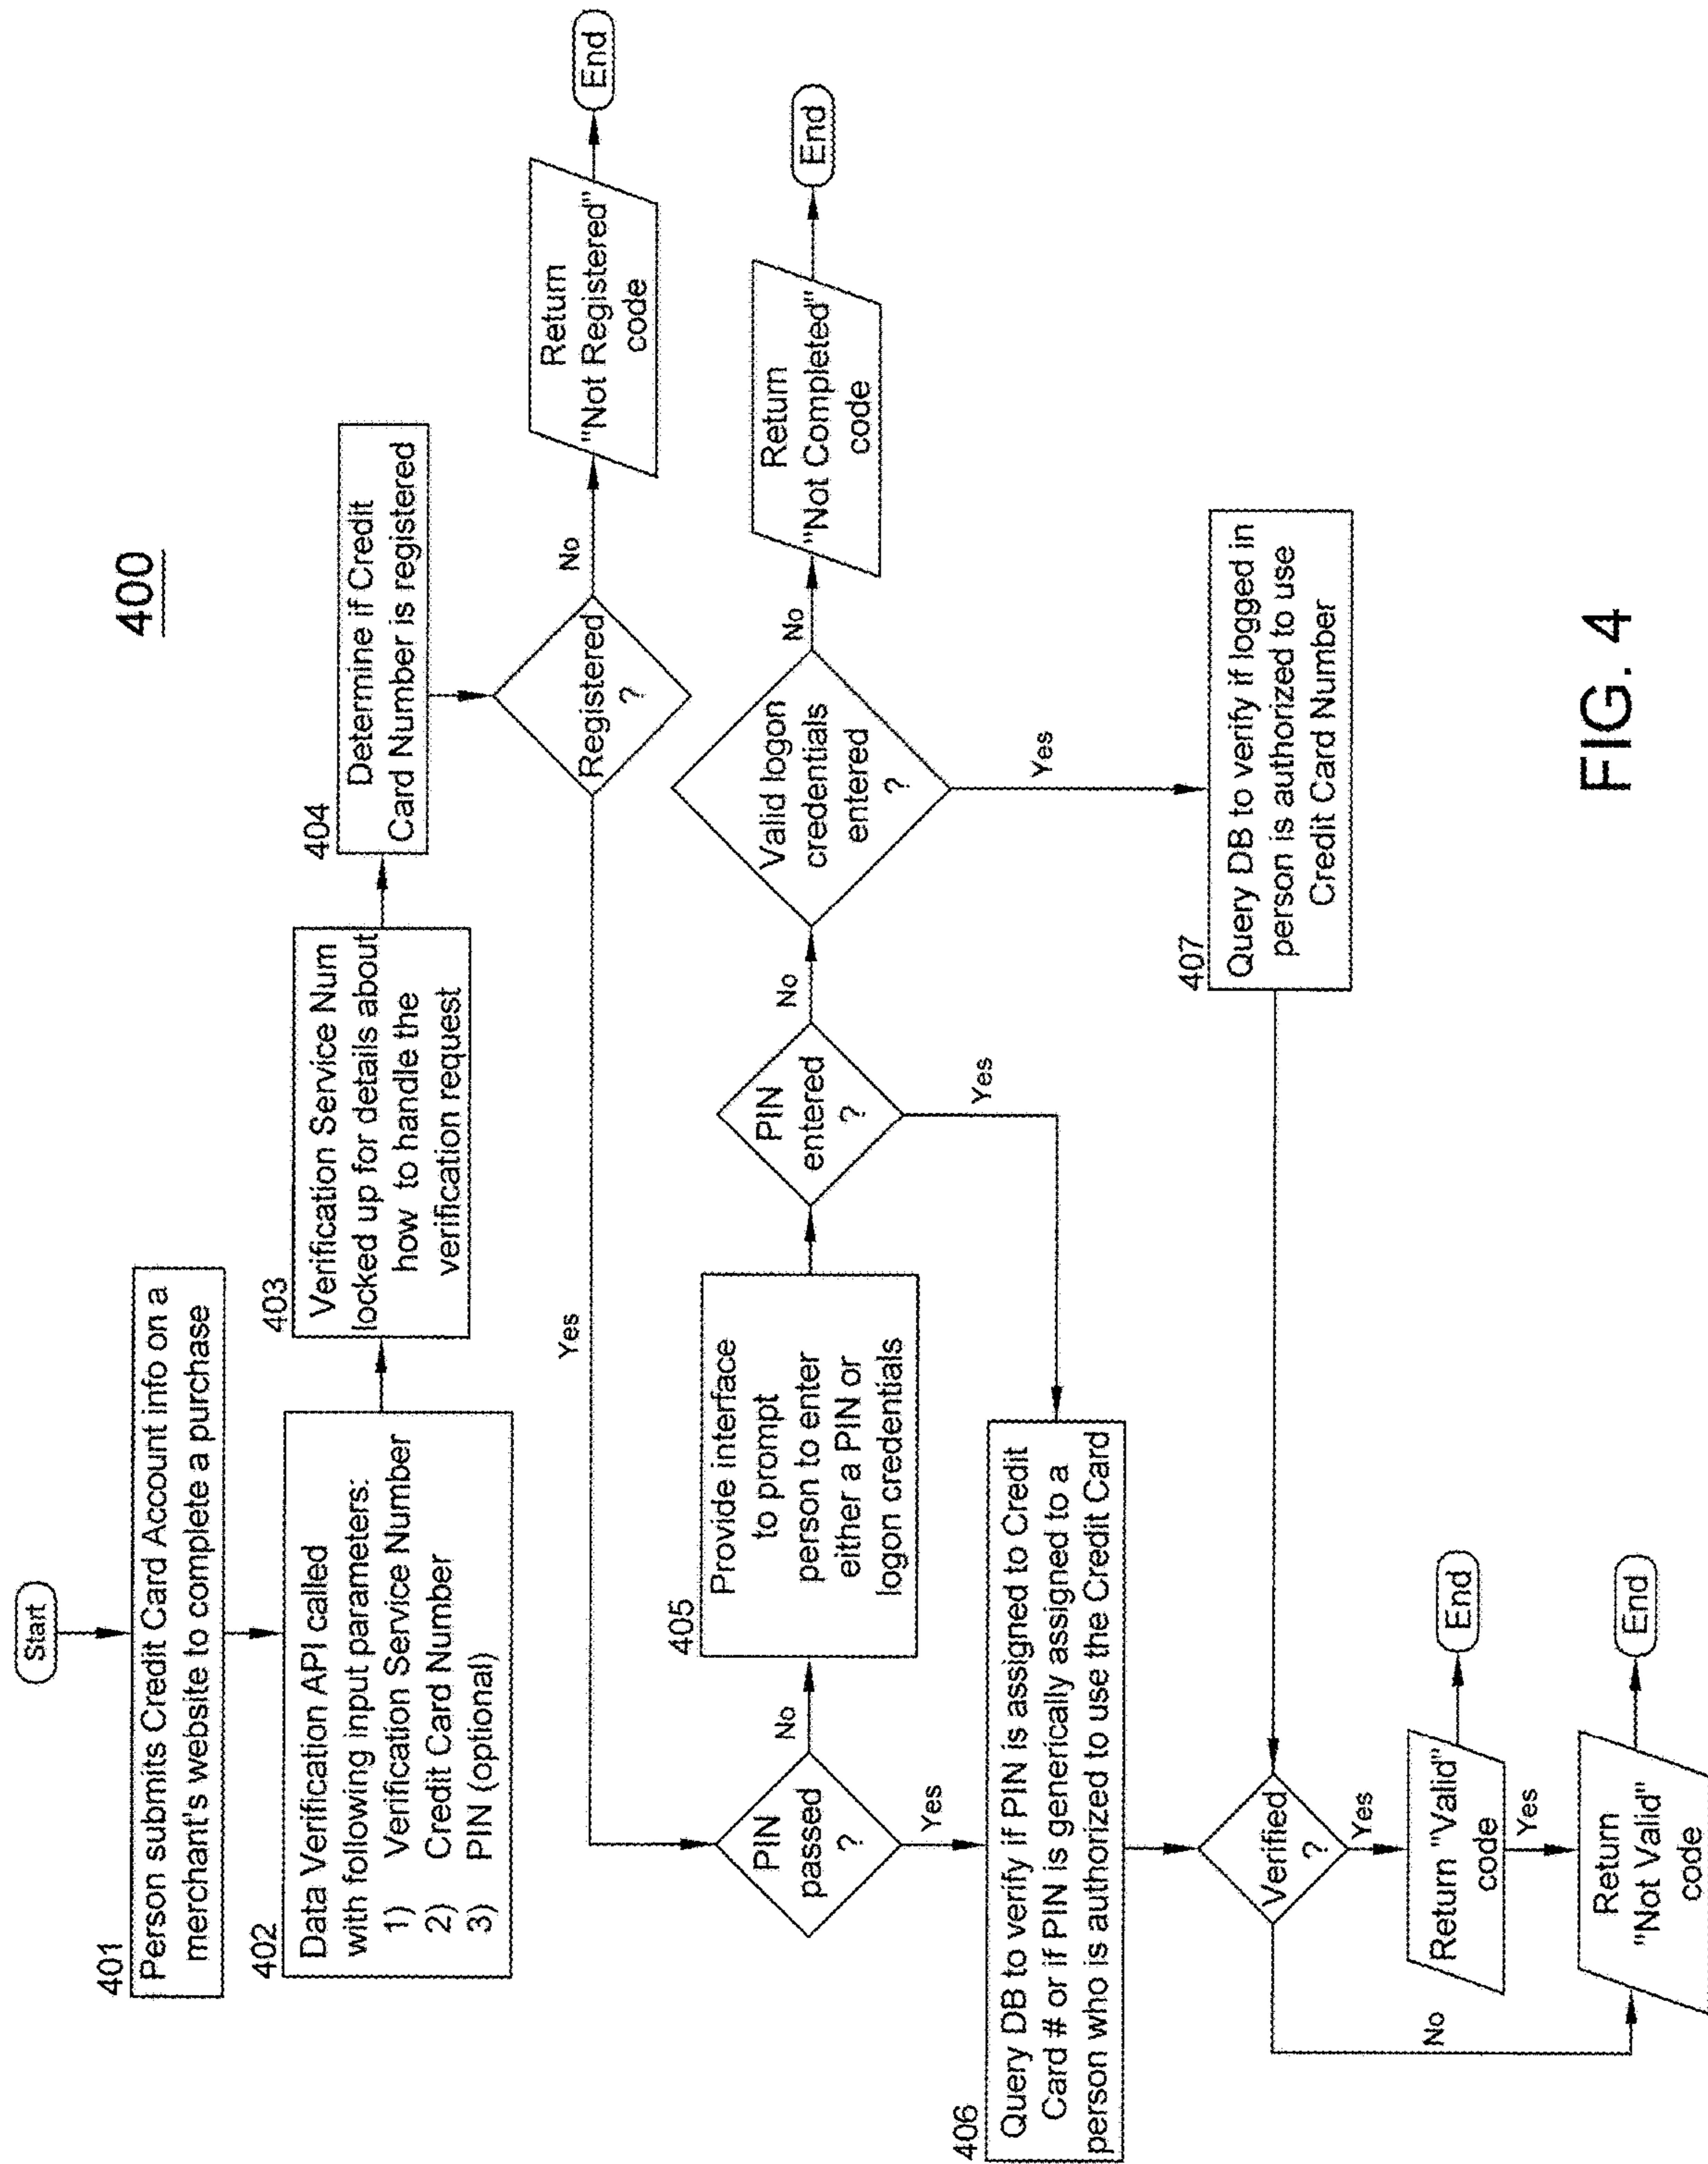 400
Start
401
Person submits Credit Card Account info on a
merchant's website to complete a purchase
402
Data Verification API called
with following input parameters:
1) Verification Service Number
2) Credit Card Number
3) PIN (optional)
403
Verification Service Num
locked up for details about
how to handle the
verification request
404
Determine if Credit
Card Number is registered
Registered
?
No
Return
"Not Registered"
code
End
Yes
PIN
passed
?
No
405
Provide interface
to prompt
person to enter
either a PIN or
logon credentials
PIN
entered
?
No
Valid logon
credentials
entered
?
No
Return
"Not Completed"
code
End
Yes
Yes
Yes
406
Query DB to verify if PIN is assigned to Credit
Card # or if PIN is generically assigned to a
person who is authorized to use the Credit Card
407
Query DB to verify if logged in
person is authorized to use
Credit Card Number
Verified
?
Yes
Return "Valid"
code
End
No
Yes
Return
"Not Valid"
code
End
FIG. 4